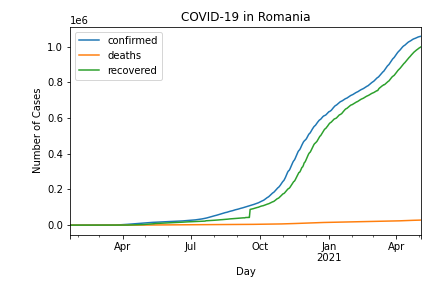 COVID-19 in Romania
1e6
confirmed
deaths
recovered
Number of Cases
1.0
0.8
0.6
0.4
0.2
0.0
Apr
Jul
Oct
Jan
2021
Apr
Day